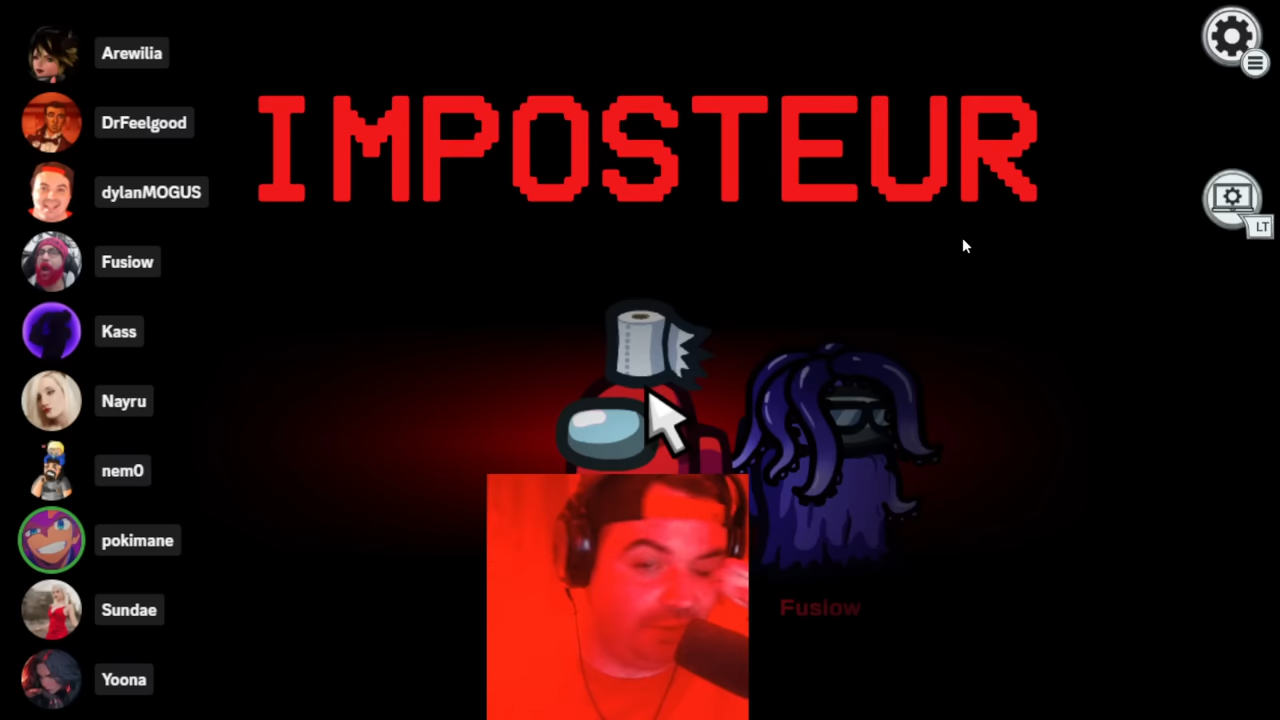 Arewilia
IMPOSTEUR
DrFeelgood
dylanMOGUS
LT
Fusiow
Kass
Nayru
nem0
pokimane
Sundae
Fusiow
Yoona